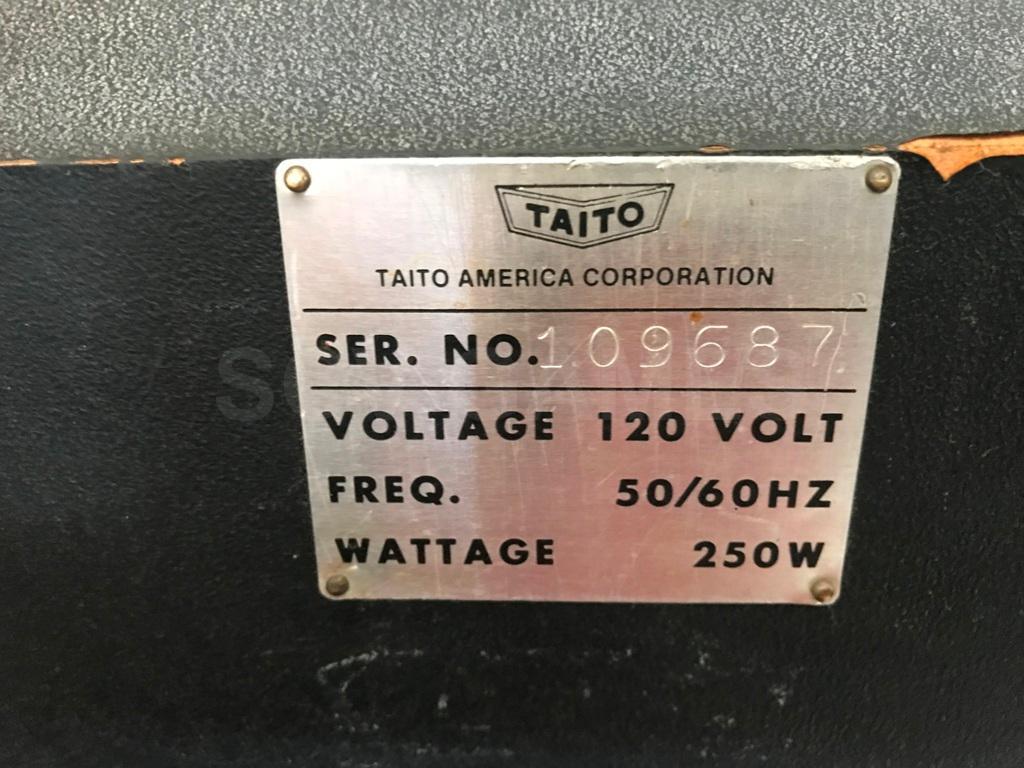 TAITO
TAITO AMERICA CORPORATION
SER. NO. 109687
VOLTAGE 120 VOLT
FREQ. 50/60HZ
WATTAGE 250W